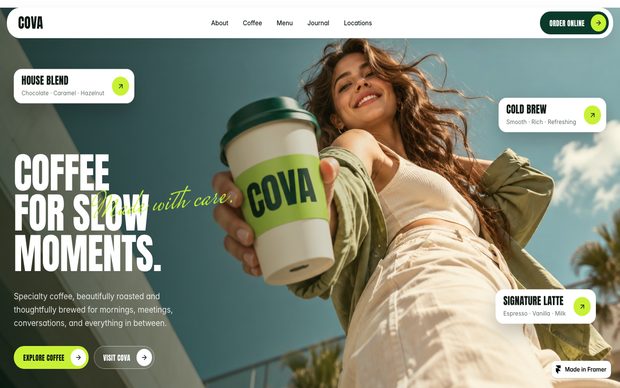 COVA
About
Coffee
Menu
Journal
Locations
ORDER ONLINE
HOUSE BLEND
Chocolate · Caramel · Hazelnut
COLD BREW
Smooth · Rich · Refreshing
COFFEE
FOR SLOW
MOMENTS.
Made with care.
COVA
Specialty coffee, beautifully roasted and
thoughtfully brewed for mornings, meetings,
conversations, and everything in between.
SIGNATURE LATTE
Espresso · Vanilla · Milk
EXPLORE COFFEE
VISIT COVA
Made in Framer